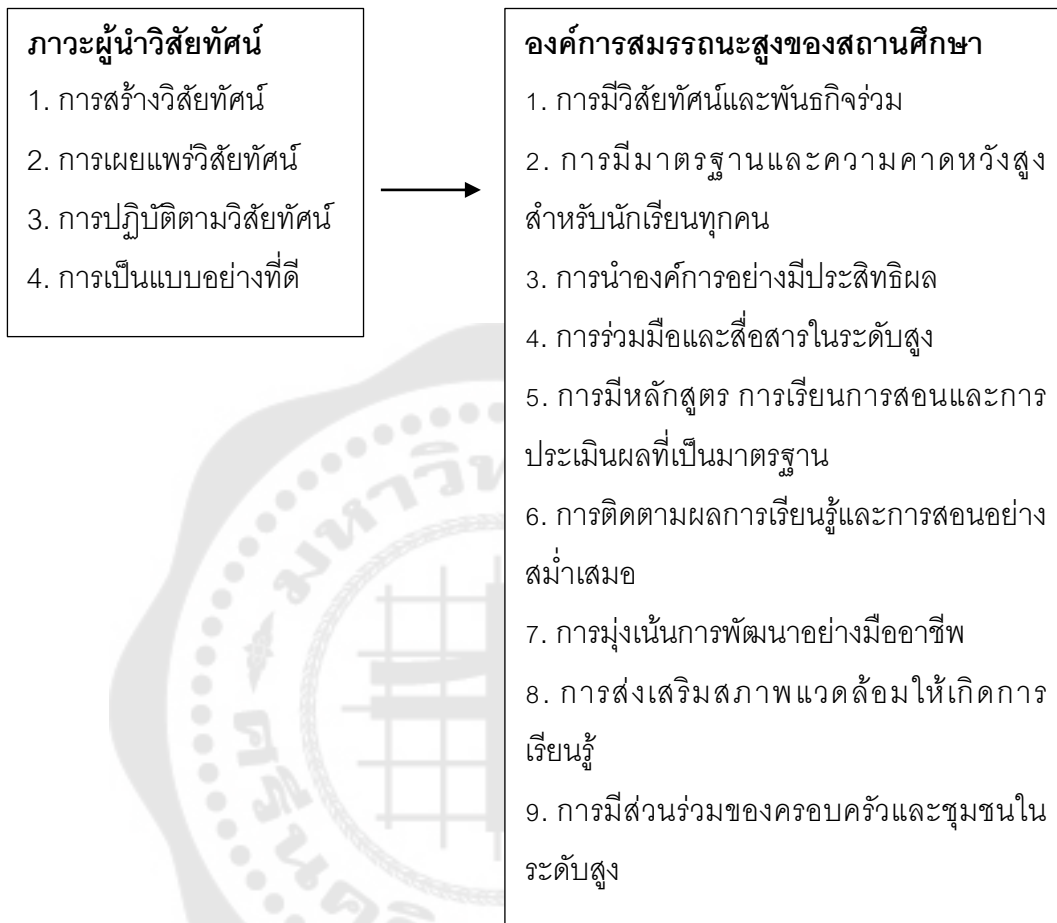 ภาวะผู้นำวิสัยทัศน์
1. การสร้างวิสัยทัศน์
2. การเผยแพร่วิสัยทัศน์
3. การปฏิบัติตามวิสัยทัศน์
4. การเป็นแบบอย่างที่ดี
องค์การสมรรถนะสูงของสถานศึกษา
1. การมีวิสัยทัศน์และพันธกิจร่วม
2. การมีมาตรฐานและความคาดหวังสูง
สำหรับนักเรียนทุกคน
3. การนำองค์การอย่างมีประสิทธิผล
4. การร่วมมือและสื่อสารในระดับสูง
5. การมีหลักสูตร การเรียนการสอนและการ
ประเมินผลที่เป็นมาตรฐาน
6. การติดตามผลการเรียนรู้และการสอนอย่าง
สม่ำเสมอ
7. การมุ่งเน้นการพัฒนาอย่างมืออาชีพ
8. การส่งเสริมสภาพแวดล้อมให้เกิดการ
เรียนรู้
9. การมีส่วนร่วมของครอบครัวและชุมชนใน
ระดับสูง